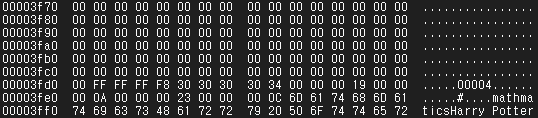 00003f70 00 00 00 00 00 00 00 00 00 00 00 00 00 00 00 00 ................
00003f80 00 00 00 00 00 00 00 00 00 00 00 00 00 00 00 00 ................
00003f90 00 00 00 00 00 00 00 00 00 00 00 00 00 00 00 00 ................
00003fa0 00 00 00 00 00 00 00 00 00 00 00 00 00 00 00 00 ................
00003fb0 00 00 00 00 00 00 00 00 00 00 00 00 00 00 00 00 ................
00003fc0 00 00 00 00 00 00 00 00 00 00 00 00 00 00 00 00 ................
00003fd0 00 FF FF FF F8 30 30 30 30 34 00 00 00 19 00 00 .....00004......
00003fe0 00 0A 00 00 00 23 00 00 00 0C 6D 61 74 68 6D 61 .....#....mathma
00003ff0 74 69 63 73 48 61 72 72 79 20 50 6F 74 74 65 72 ticsHarry Potter